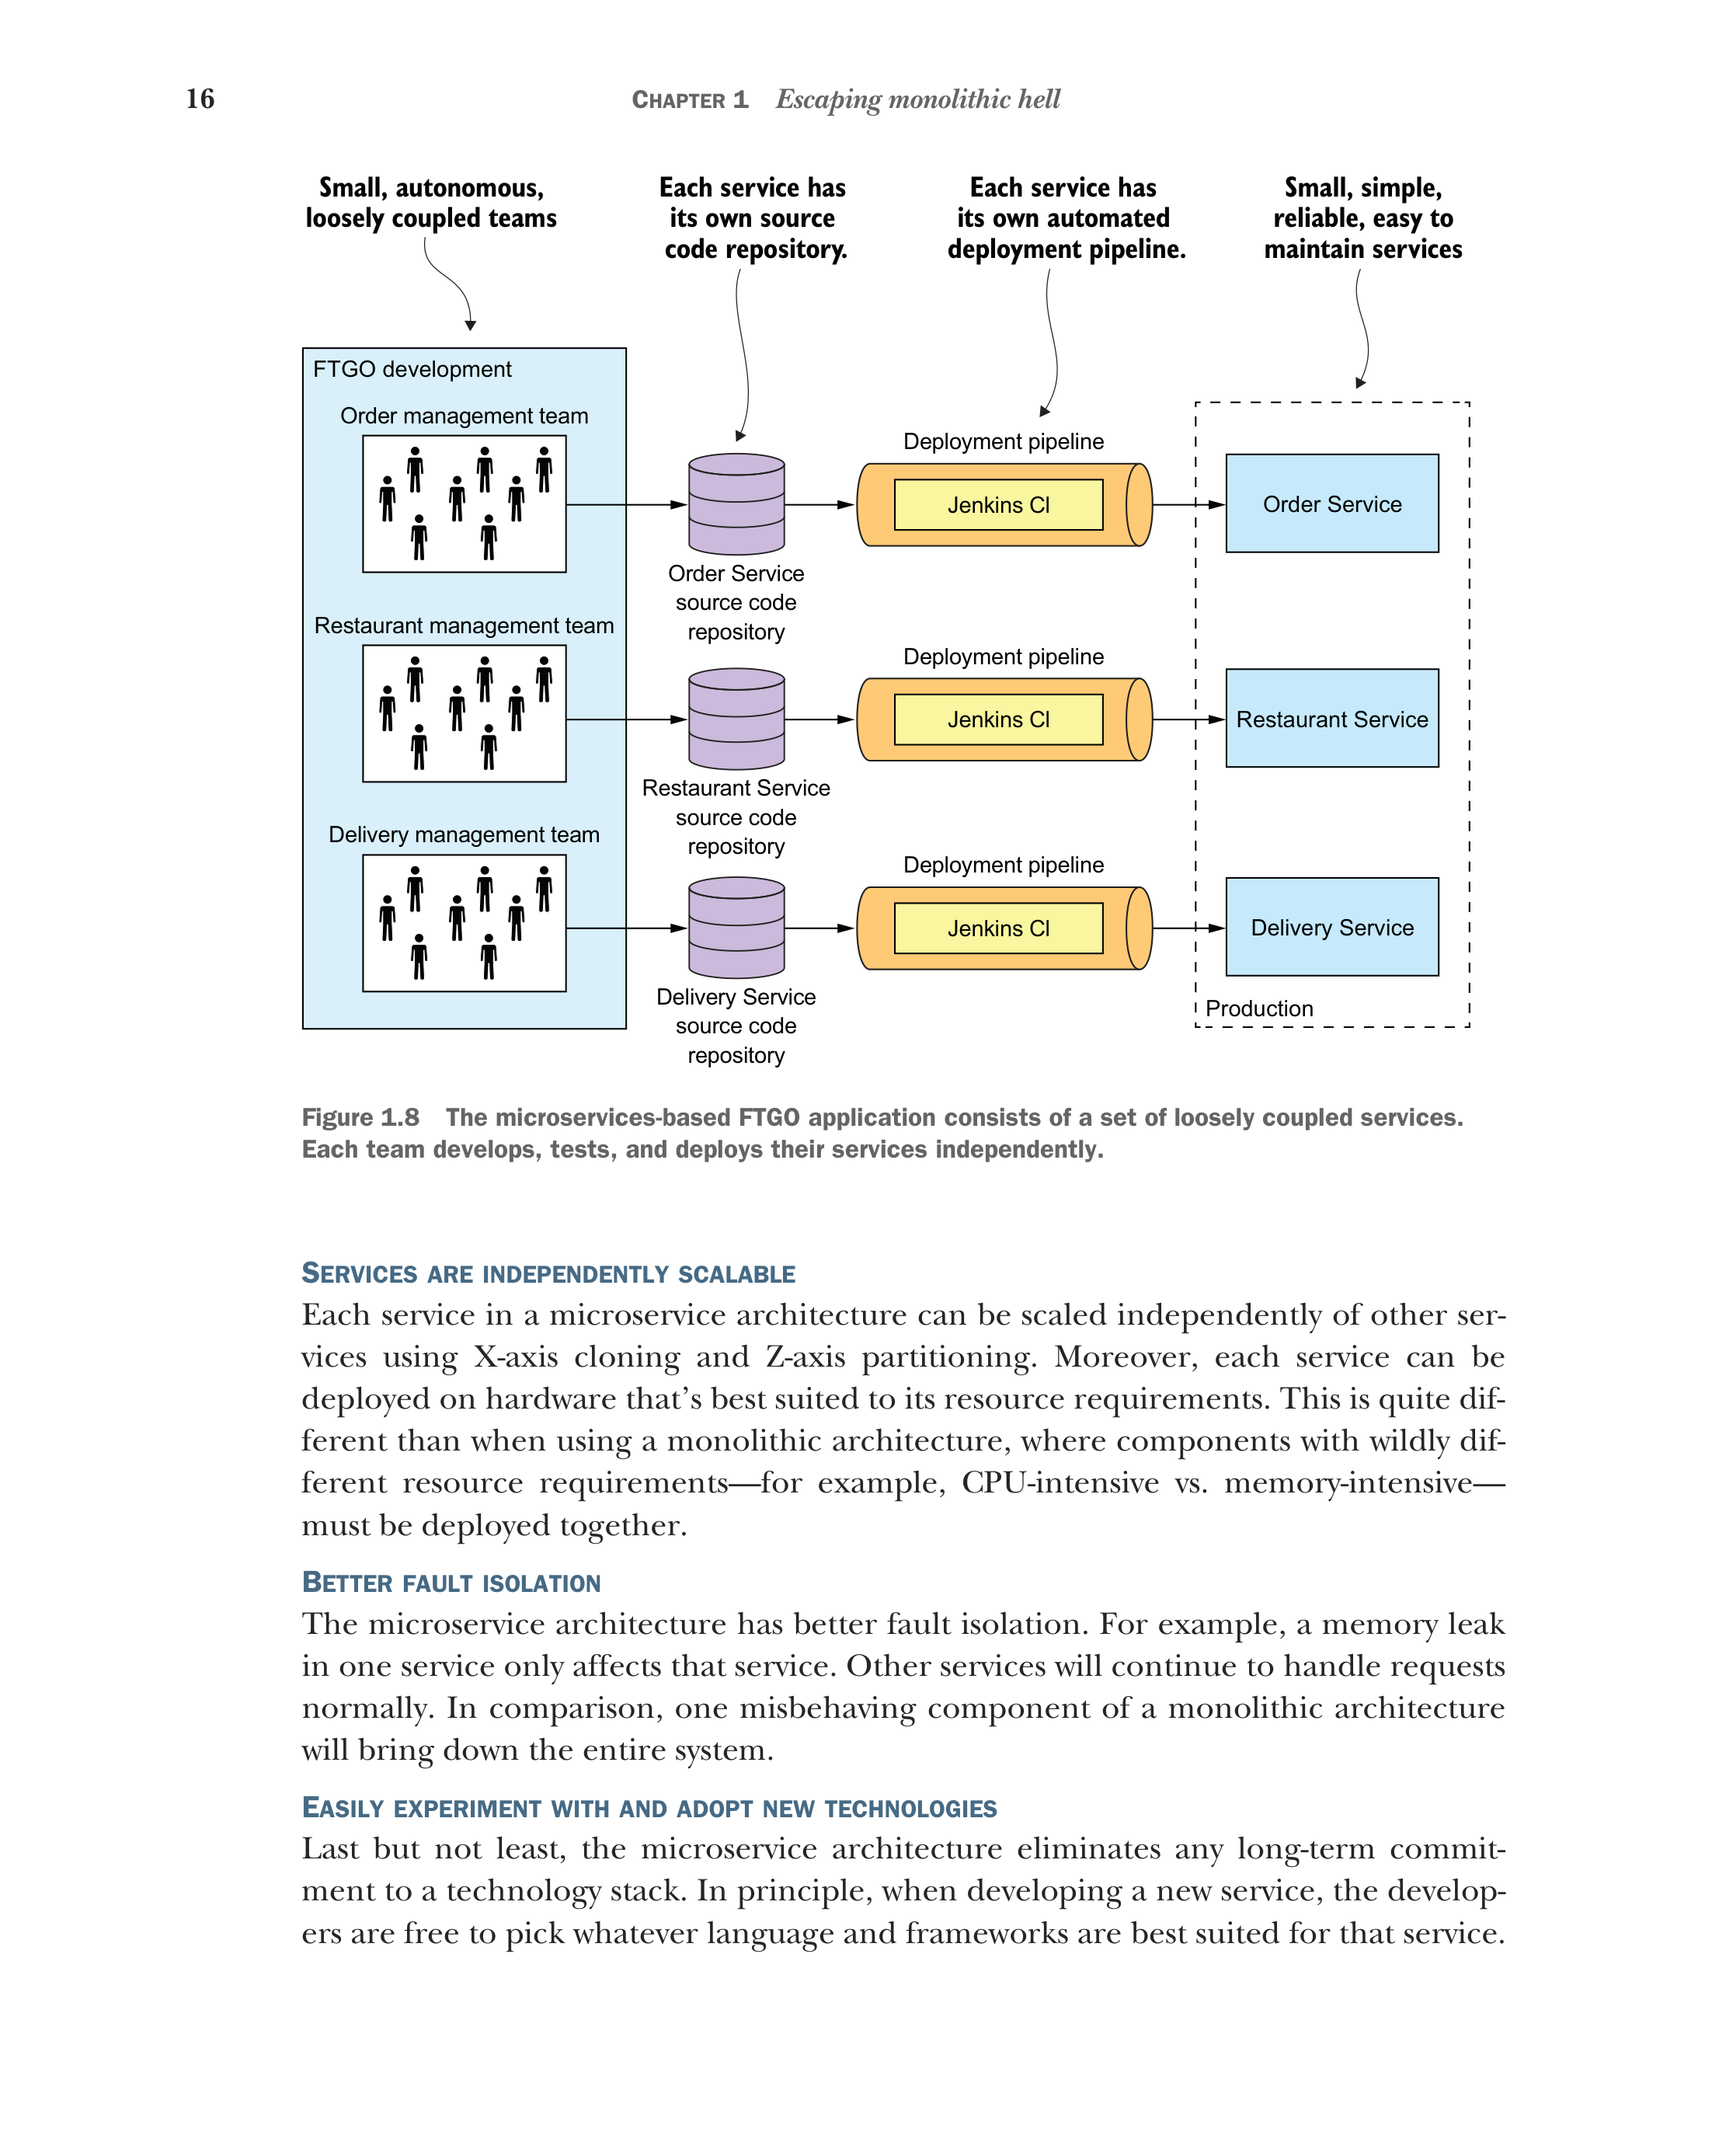 16
CHAPTER 1 Escaping monolithic hell
Small, autonomous,
loosely coupled teams
Each service has
its own source
code repository.
Each service has
its own automated
deployment pipeline.
Small, simple,
reliable, easy to
maintain services
FTGO development
Order management team
Restaurant management team
Delivery management team
Order Service
source code
repository
Restaurant Service
source code
repository
Delivery Service
source code
repository
Deployment pipeline
Jenkins CI
Deployment pipeline
Jenkins CI
Deployment pipeline
Jenkins CI
Order Service
Restaurant Service
Delivery Service
Production
Figure 1.8 The microservices-based FTGO application consists of a set of loosely coupled services.
Each team develops, tests, and deploys their services independently.
SERVICES ARE INDEPENDENTLY SCALABLE
Each service in a microservice architecture can be scaled independently of other ser-
vices using X-axis cloning and Z-axis partitioning. Moreover, each service can be
deployed on hardware that’s best suited to its resource requirements. This is quite dif-
ferent than when using a monolithic architecture, where components with wildly dif-
ferent resource requirements—for example, CPU-intensive vs. memory-intensive—
must be deployed together.
BETTER FAULT ISOLATION
The microservice architecture has better fault isolation. For example, a memory leak
in one service only affects that service. Other services will continue to handle requests
normally. In comparison, one misbehaving component of a monolithic architecture
will bring down the entire system.
EASILY EXPERIMENT WITH AND ADOPT NEW TECHNOLOGIES
Last but not least, the microservice architecture eliminates any long-term commit-
ment to a technology stack. In principle, when developing a new service, the develop-
ers are free to pick whatever language and frameworks are best suited for that service.